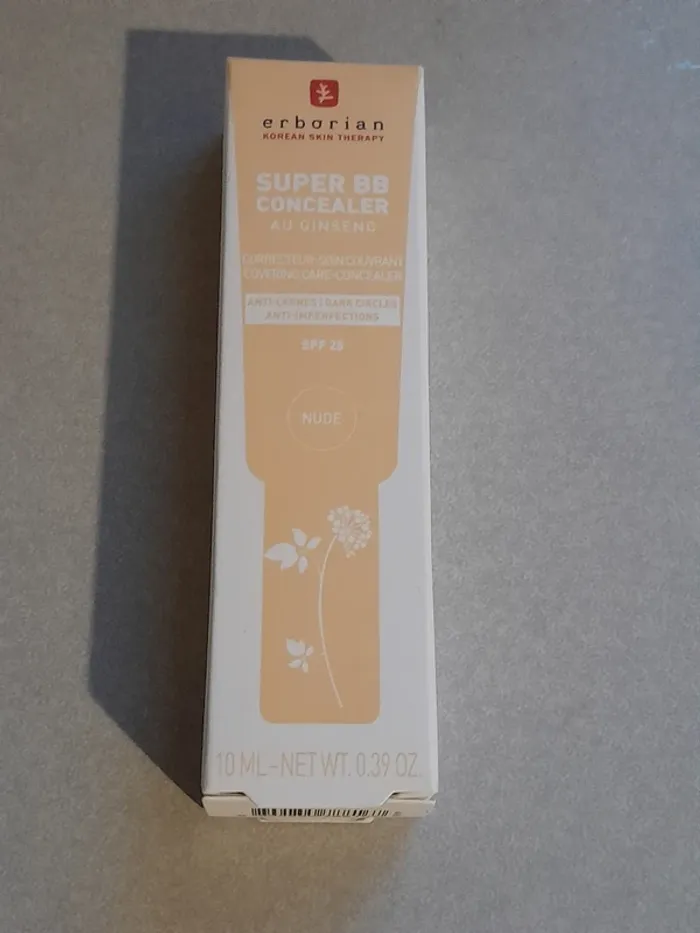 erborian
KOREAN SKIN THERAPY
SUPER BB
CONCEALER
AU GINSENG
CORRECTEUR-SOIN COUVRANT
COVERING CARE-CONCEALER
ANTI-CERNES | DARK CIRCLES
ANTI-IMPERFECTIONS
SPF 25
NUDE
10 ML-NET WT. 0.39 OZ.